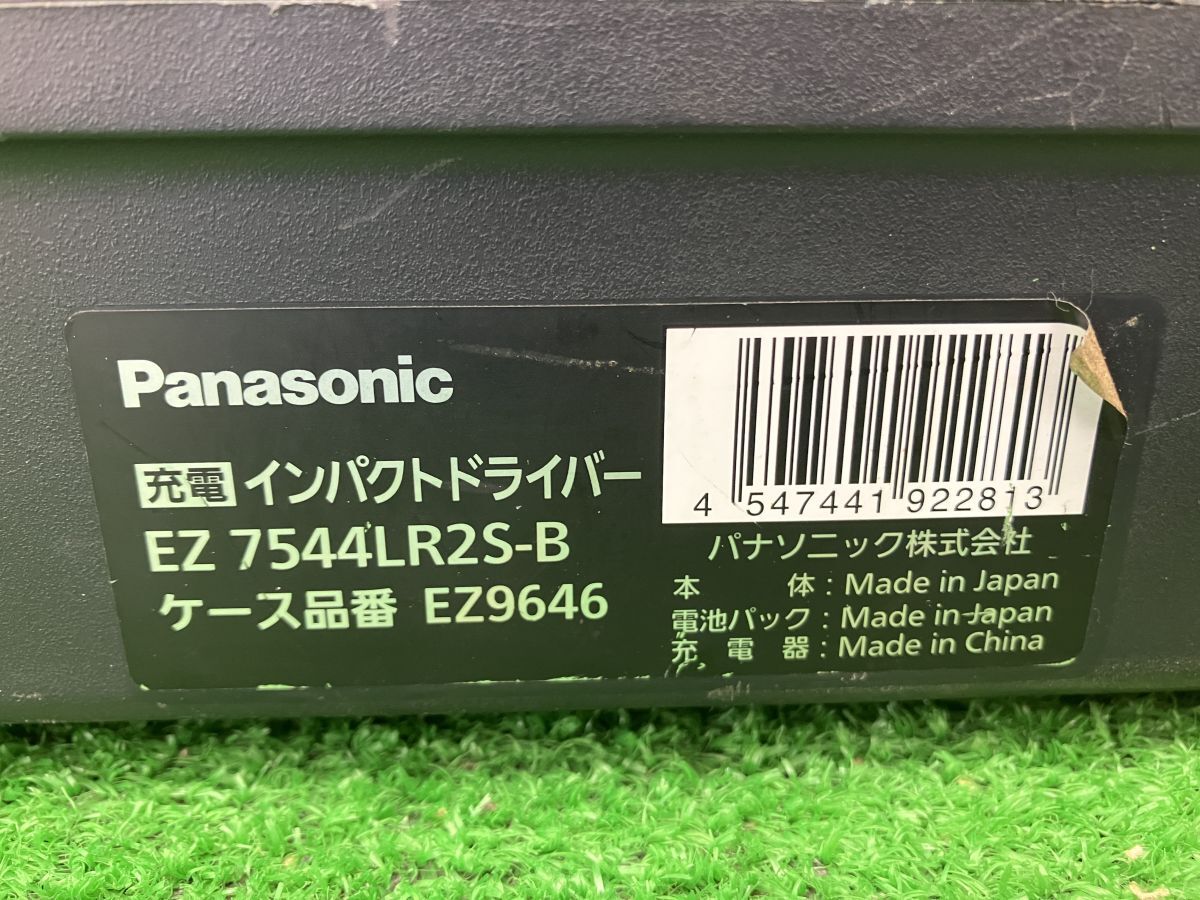 Panasonic
充電 インパクトドライバー
EZ 7544LR2S-B
ケース品番 EZ9646
4 547441 922813
パナソニック株式会社
本 体 : Made in Japan
電池パック : Made in Japan
充 電 器 : Made in China